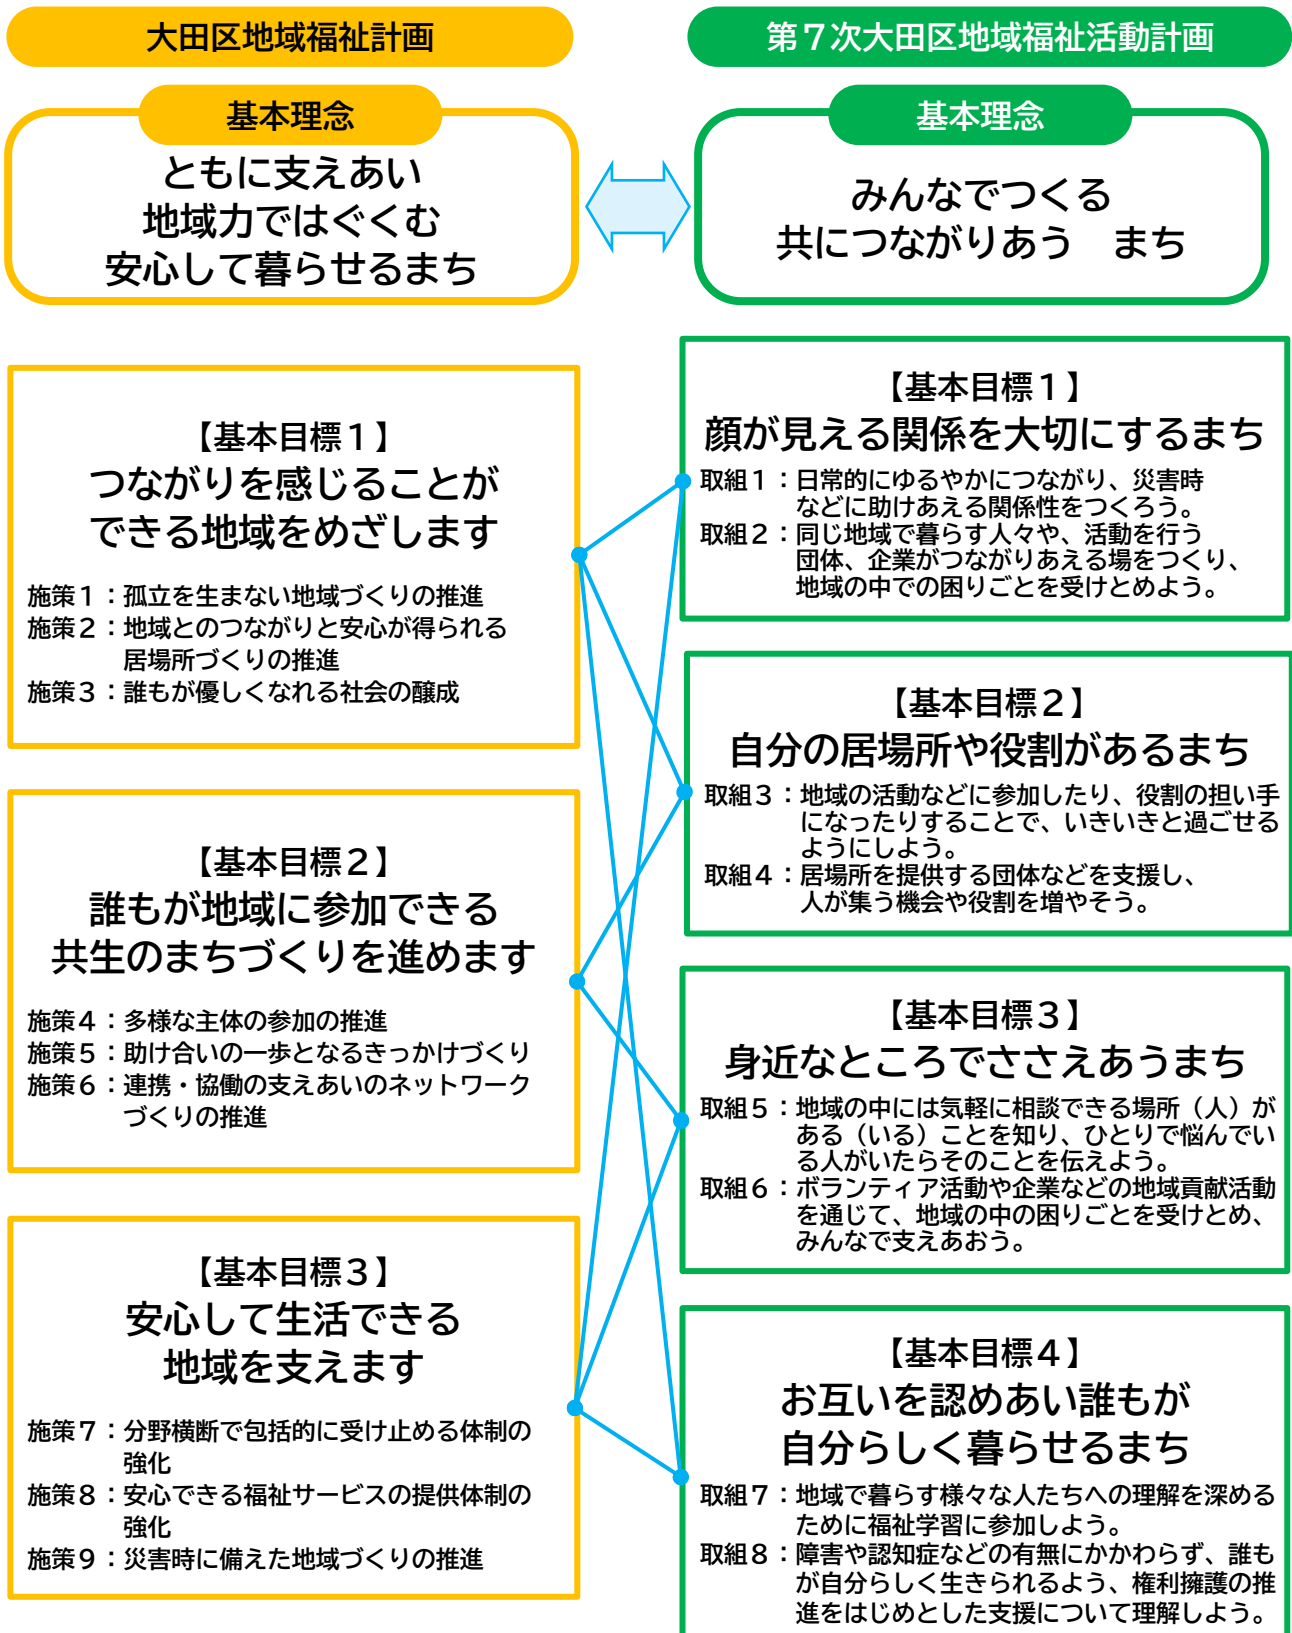 大田区地域福祉計画
基本理念
ともに支えあい
地域力ではぐくむ
安心して暮らせるまち
【基本目標１】
つながりを感じることが
できる地域をめざします
施策１：孤立を生まない地域づくりの推進
施策２：地域とのつながりと安心が得られる
居場所づくりの推進
施策３：誰もが優しくなれる社会の醸成
【基本目標２】
誰もが地域に参加できる
共生のまちづくりを進めます
施策４：多様な主体の参加の推進
施策５：助け合いの一歩となるきっかけづくり
施策６：連携・協働の支えあいのネットワーク
づくりの推進
【基本目標３】
安心して生活できる
地域を支えます
施策７：分野横断で包括的に受け止める体制の
強化
施策８：安心できる福祉サービスの提供体制の
強化
施策９：災害時に備えた地域づくりの推進
第７次大田区地域福祉活動計画
基本理念
みんなでつくる
共につながりあう　まち
【基本目標１】
顔が見える関係を大切にするまち
取組１：日常的にゆるやかにつながり、災害時
などに助けあえる関係性をつくろう。
取組２：同じ地域で暮らす人々や、活動を行う
団体、企業がつながりあえる場をつくり、
地域の中での困りごとを受けとめよう。
【基本目標２】
自分の居場所や役割があるまち
取組３：地域の活動などに参加したり、役割の担い手
になったりすることで、いきいきと過ごせる
ようにしよう。
取組４：居場所を提供する団体などを支援し、
人が集う機会や役割を増やそう。
【基本目標３】
身近なところでささえあうまち
取組５：地域の中には気軽に相談できる場所（人）が
ある（いる）ことを知り、ひとりで悩んでい
る人がいたらそのことを伝えよう。
取組６：ボランティア活動や企業などの地域貢献活動
を通じて、地域の中の困りごとを受けとめ、
みんなで支えあおう。
【基本目標４】
お互いを認めあい誰もが
自分らしく暮らせるまち
取組７：地域で暮らす様々な人たちへの理解を深める
ために福祉学習に参加しよう。
取組８：障害や認知症などの有無にかかわらず、誰も
が自分らしく生きられるよう、権利擁護の推
進をはじめとした支援について理解しよう。